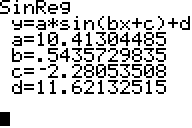 SinReg
y=a*sin(bx+c)+d
a=10.41304485
b=.5435729835
c=-2.28053508
d=11.62132515